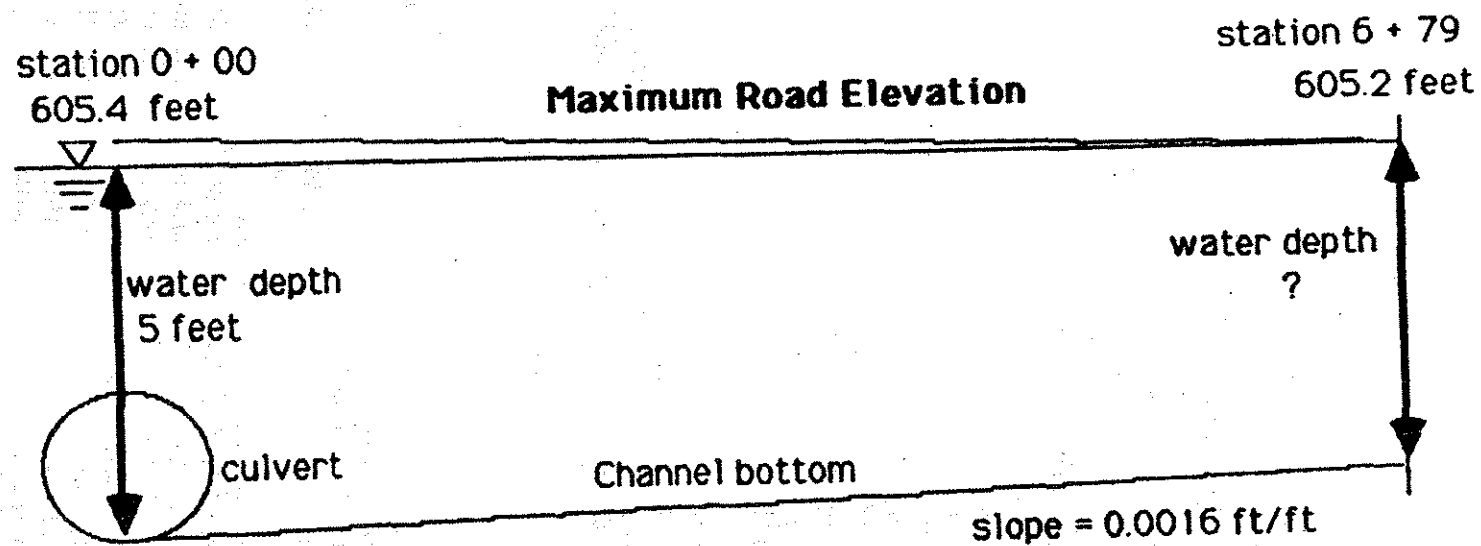 station 0 + 00
605.4 feet
Maximum Road Elevation
station 6 + 79
605.2 feet
water depth
5 feet
water depth
?
culvert
Channel bottom
slope = 0.0016 ft/ft